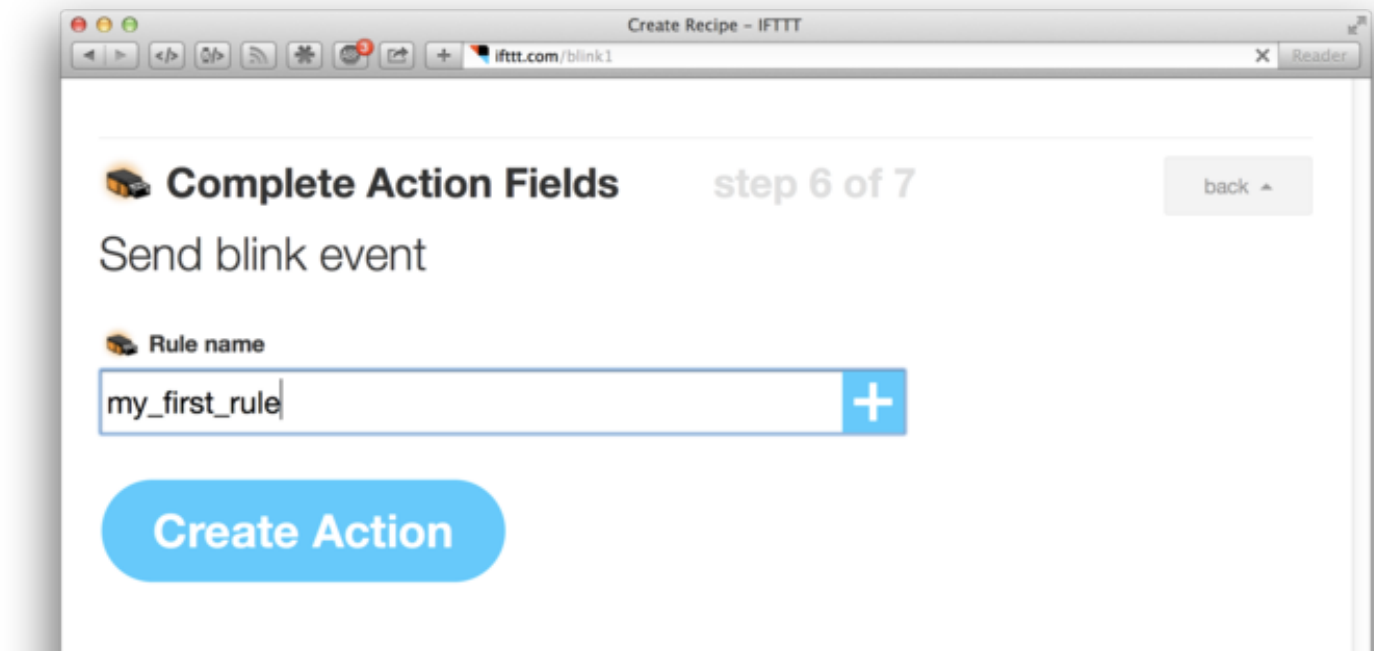 Create Recipe – IFTTT
ifttt.com/blink1
Reader
Complete Action Fields step 6 of 7 back
Send blink event
Rule name
my_first_rule
Create Action